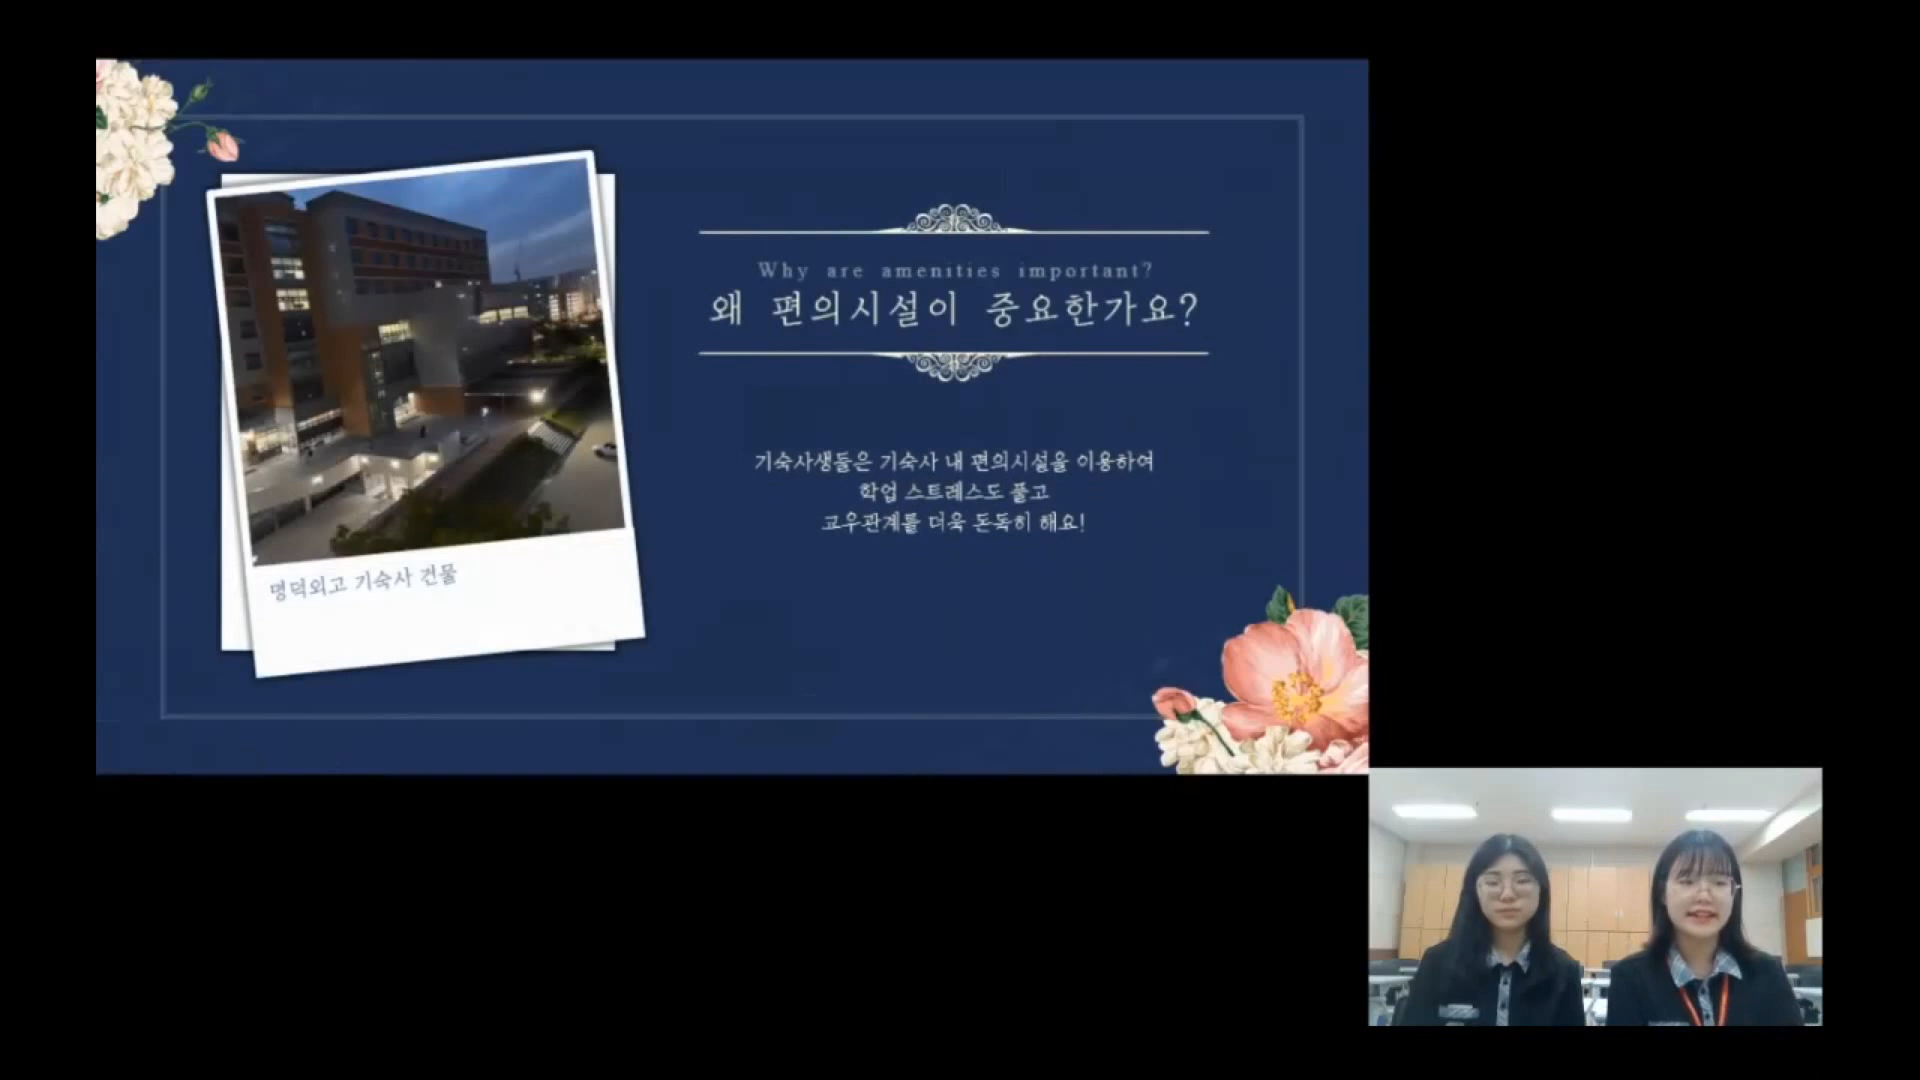 Why are amenities important?
왜 편의시설이 중요한가요?
기숙사생들은 기숙사 내 편의시설을 이용하여
학업 스트레스도 풀고
교우관계를 더욱 돈독히 해요!
명덕외고 기숙사 건물